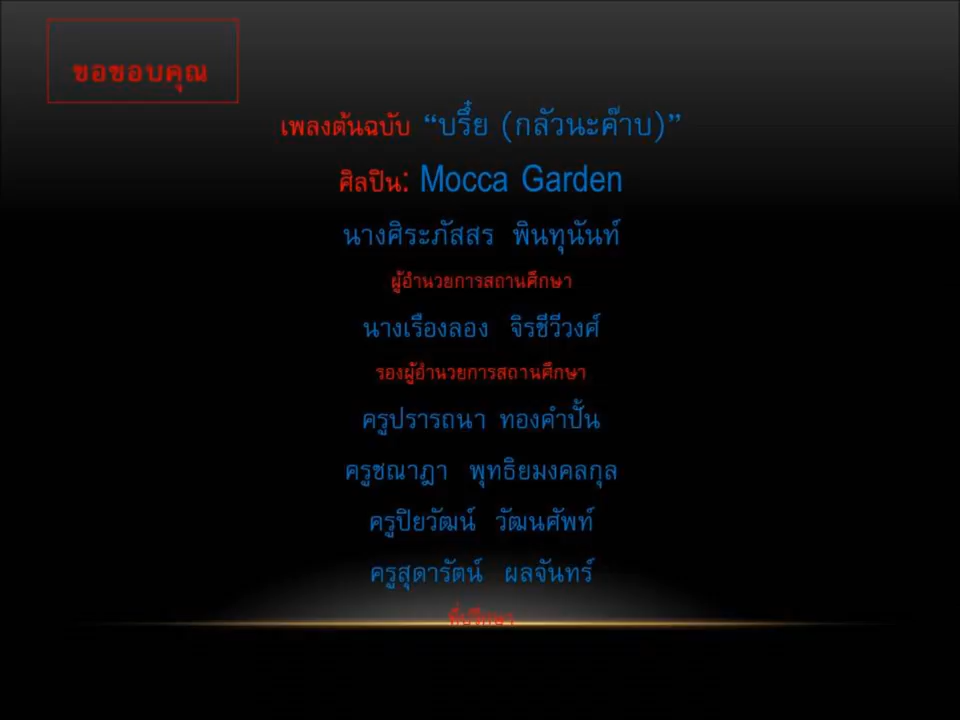 ขอขอบคุณ
เพลงต้นฉบับ “บรึ๋ย (กลัวนะค๊าบ)”
ศิลปิน: Mocca Garden
นางศิระภัสสร พินทุนันท์
ผู้อำนวยการสถานศึกษา
นางเรืองลอง จิรชีวีวงศ์
รองผู้อำนวยการสถานศึกษา
ครูปรารถนา ทองคำปั้น
ครูชณาฎา พุทธิยมงคลกุล
ครูปิยวัฒน์ วัฒนศัพท์
ครูสุดารัตน์ ผลจันทร์
ที่ปรึกษา